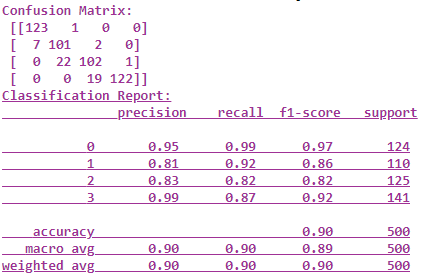 Confusion Matrix:
[[123 1 0 0]
[ 7 101 2 0]
[ 0 22 102 1]
[ 0 0 19 122]]
Classification Report:
precision recall f1-score support
0 0.95 0.99 0.97 124
1 0.81 0.92 0.86 110
2 0.83 0.82 0.82 125
3 0.99 0.87 0.92 141
accuracy 0.90 500
macro avg 0.90 0.90 0.89 500
weighted avg 0.90 0.90 0.90 500